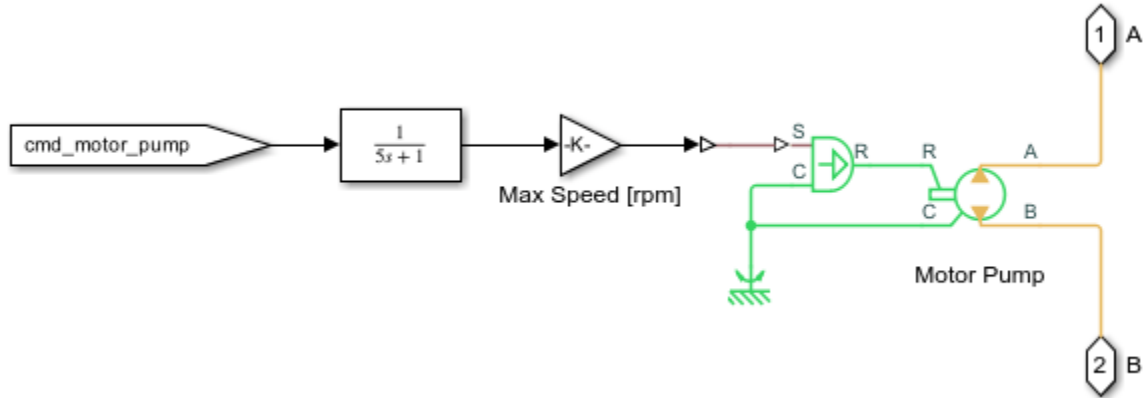 1 A
cmd_motor_pump
1
5s + 1
-K-
Max Speed [rpm]
S
C
R
R
C
A
B
Motor Pump
2 B